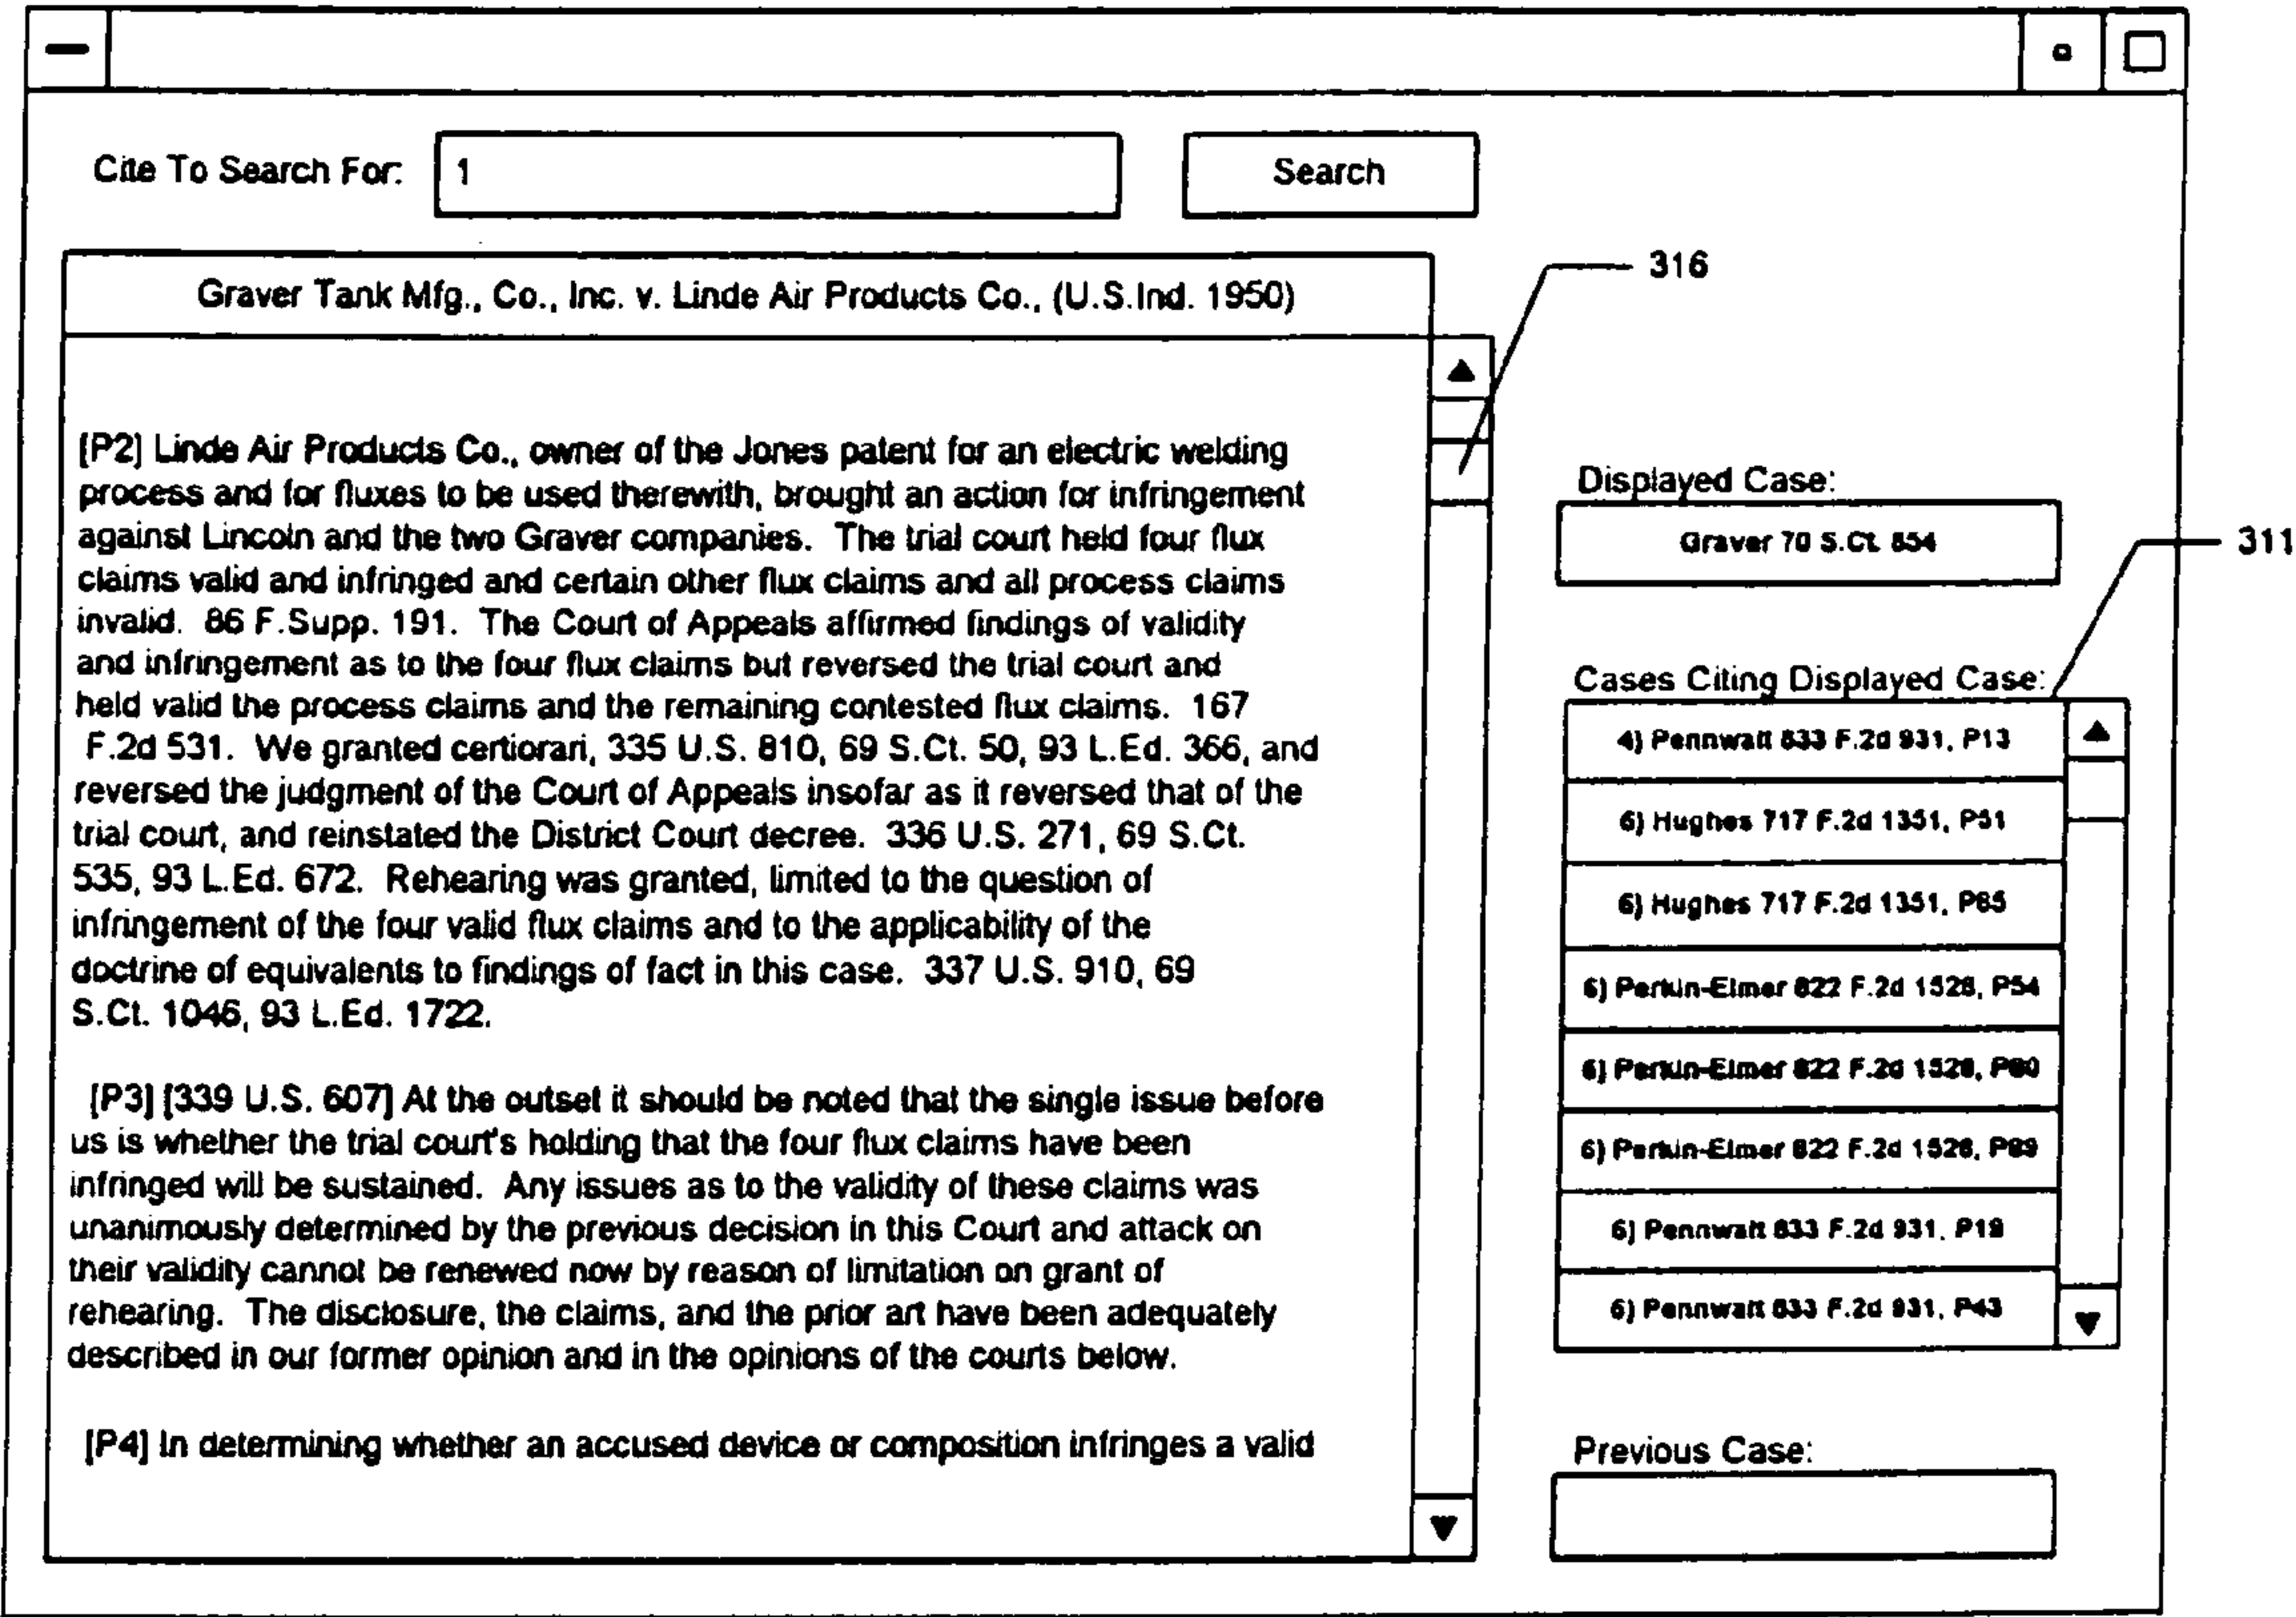 Cite To Search For: 1 Search
Graver Tank Mfg., Co., Inc. v. Linde Air Products Co., (U.S.Ind. 1950)
316
[P2] Linde Air Products Co., owner of the Jones patent for an electric welding
process and for fluxes to be used therewith, brought an action for infringement
against Lincoln and the two Graver companies. The trial court held four flux
claims valid and infringed and certain other flux claims and all process claims
invalid. 86 F.Supp. 191. The Court of Appeals affirmed findings of validity
and infringement as to the four flux claims but reversed the trial court and
held valid the process claims and the remaining contested flux claims. 167
F.2d 531. We granted certiorari, 335 U.S. 810, 69 S.Ct. 50, 93 L.Ed. 366, and
reversed the judgment of the Court of Appeals insofar as it reversed that of the
trial court, and reinstated the District Court decree. 336 U.S. 271, 69 S.Ct.
535, 93 L.Ed. 672. Rehearing was granted, limited to the question of
infringement of the four valid flux claims and to the applicability of the
doctrine of equivalents to findings of fact in this case. 337 U.S. 910, 69
S.Ct. 1046, 93 L.Ed. 1722.
[P3] [339 U.S. 607] At the outset it should be noted that the single issue before
us is whether the trial court's holding that the four flux claims have been
infringed will be sustained. Any issues as to the validity of these claims was
unanimously determined by the previous decision in this Court and attack on
their validity cannot be renewed now by reason of limitation on grant of
rehearing. The disclosure, the claims, and the prior art have been adequately
described in our former opinion and in the opinions of the courts below.
[P4] In determining whether an accused device or composition infringes a valid
Displayed Case:
Graver 70 S.Ct. 854
311
Cases Citing Displayed Case:
4) Pennwalt 833 F.2d 931, P13
6) Hughes 717 F.2d 1351, P51
6) Hughes 717 F.2d 1351, P85
6) Perkin-Elmer 822 F.2d 1528, P54
6) Perkin-Elmer 822 F.2d 1528,
6) Perkin-Elmer 822 F.2d 1528, P89
6) Pennwalt 833 F.2d 931, P19
6) Pennwalt 833 F.2d 931, P43
Previous Case: